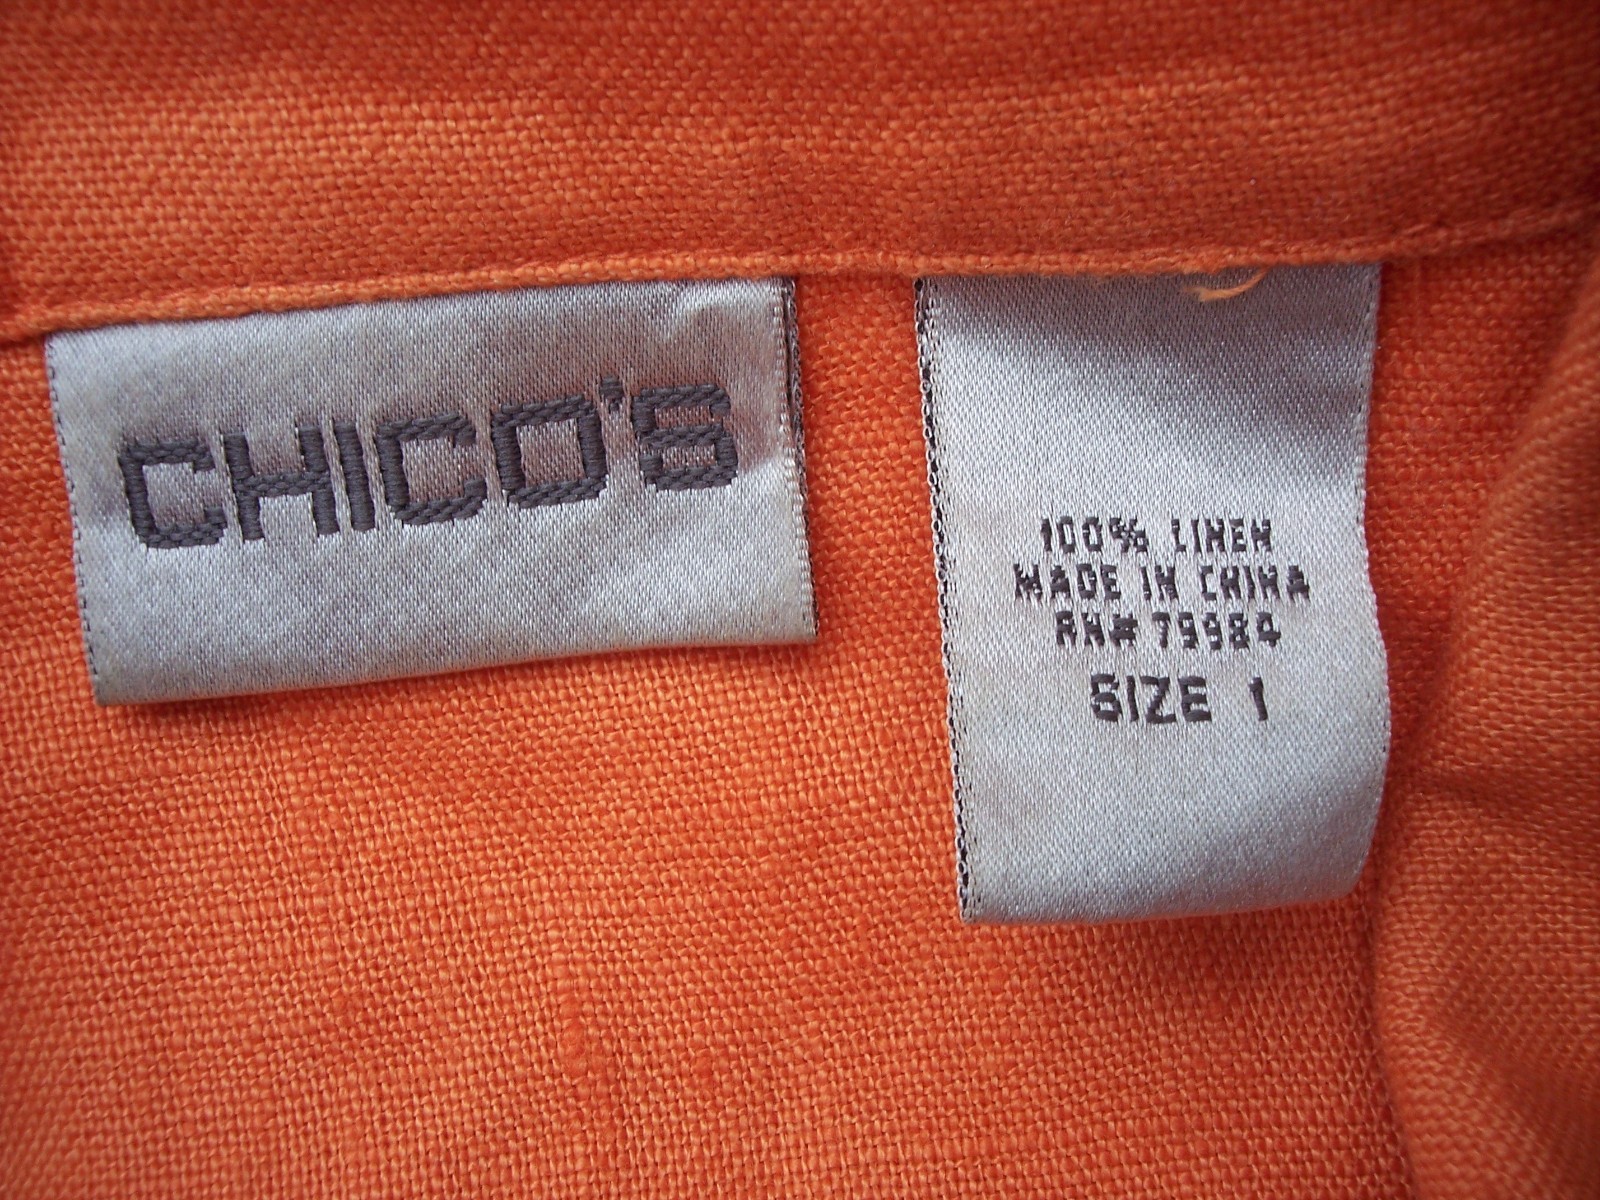 CHICO'S
100% LINEN
MADE IN CHINA
RN# 79984
SIZE 1